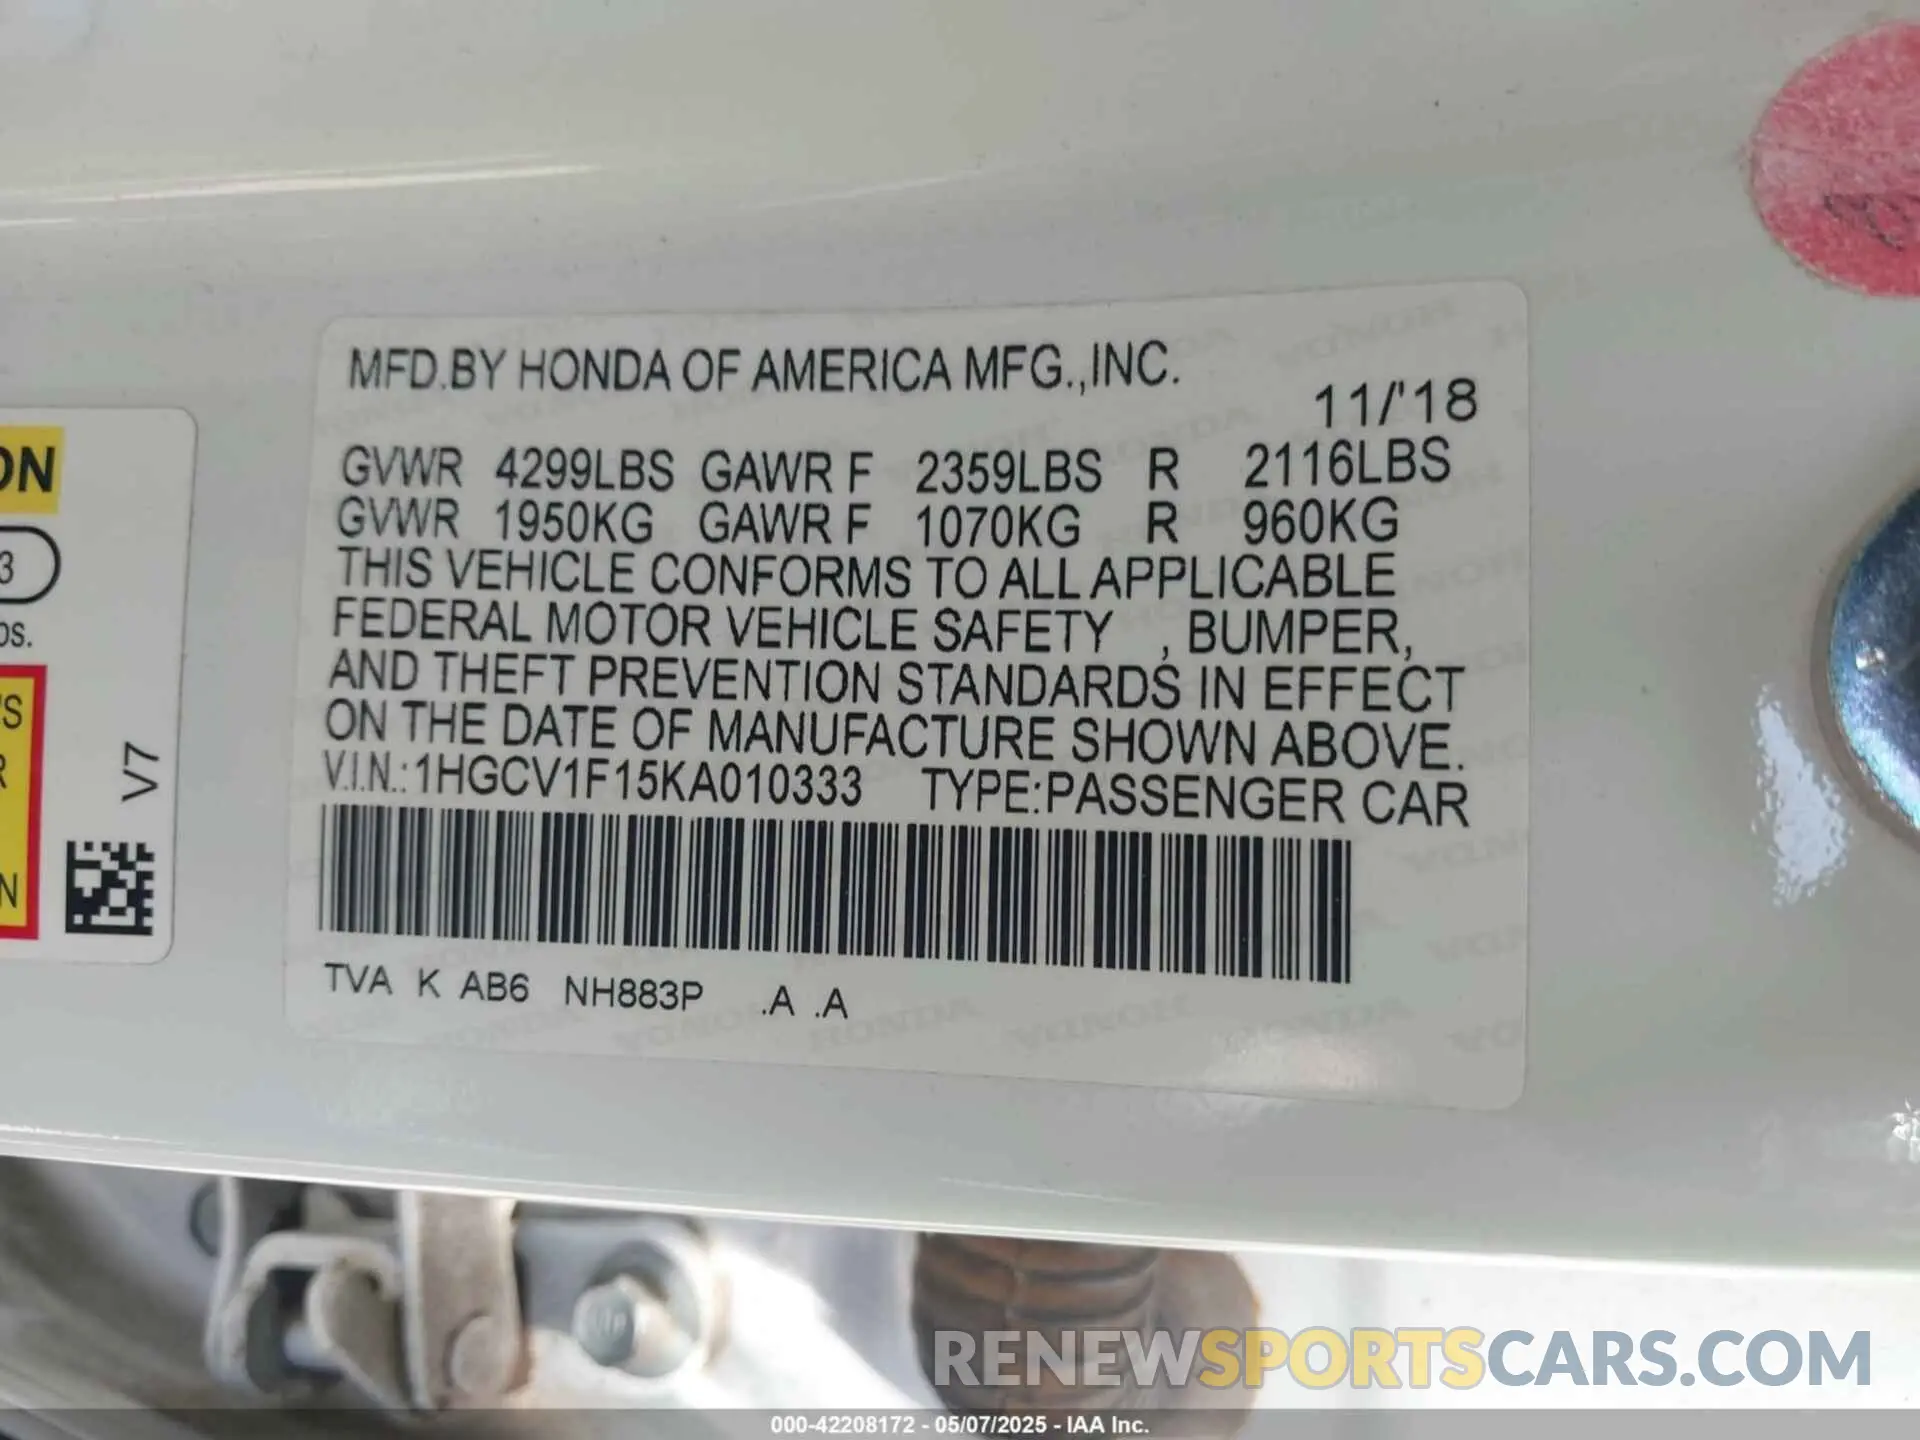 MFD.BY HONDA OF AMERICA MFG.,INC.
11/'18
GVWR 4299LBS GAWR F 2359LBS R 2116LBS
GVWR 1950KG GAWR F 1070KG R 960KG
THIS VEHICLE CONFORMS TO ALL APPLICABLE
FEDERAL MOTOR VEHICLE SAFETY , BUMPER,
AND THEFT PREVENTION STANDARDS IN EFFECT
ON THE DATE OF MANUFACTURE SHOWN ABOVE.
V.I.N.:1HGCV1F15KA010333 TYPE:PASSENGER CAR
TVA K AB6 NH883P .A .A
ON
3
OS.
'S
R
N
V7
RENEWSPORTSCARS.COM
000-42208172 - 05/07/2025 - IAA Inc.